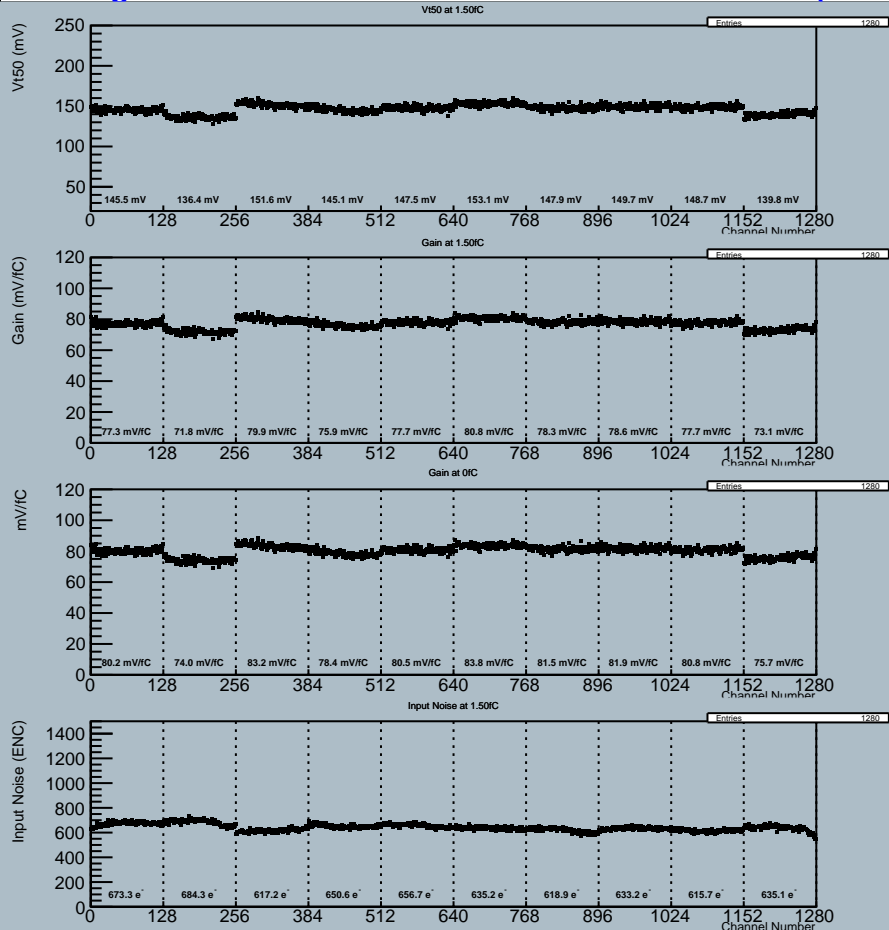 Vt50 at 1.50fC
Entries 1280
Vt50 (mV)
250
200
150
100
50
145.5 mV 136.4 mV 151.6 mV 145.1 mV 147.5 mV 153.1 mV 147.9 mV 149.7 mV 148.7 mV 139.8 mV
0 128 256 384 512 640 768 896 1024 1152 1280
Channel Number
Gain at 1.50fC
Entries 1280
Gain (mV/fC)
120
100
80
60
40
20
0
77.3 mV/fC 71.8 mV/fC 79.9 mV/fC 75.9 mV/fC 77.7 mV/fC 80.8 mV/fC 78.3 mV/fC 78.6 mV/fC 77.7 mV/fC 73.1 mV/fC
0 128 256 384 512 640 768 896 1024 1152 1280
Channel Number
Gain at 0fC
Entries 1280
mV/fC
120
100
80
60
40
20
0
80.2 mV/fC 74.0 mV/fC 83.2 mV/fC 78.4 mV/fC 80.5 mV/fC 83.8 mV/fC 81.5 mV/fC 81.9 mV/fC 80.8 mV/fC 75.7 mV/fC
0 128 256 384 512 640 768 896 1024 1152 1280
Channel Number
Input Noise at 1.50fC
Entries 1280
Input Noise (ENC)
1400
1200
1000
800
600
400
200
0
673.3 e⁻ 684.3 e⁻ 617.2 e⁻ 650.6 e⁻ 656.7 e⁻ 635.2 e⁻ 618.9 e⁻ 633.2 e⁻ 615.7 e⁻ 635.1 e⁻
0 128 256 384 512 640 768 896 1024 1152 1280
Channel Number